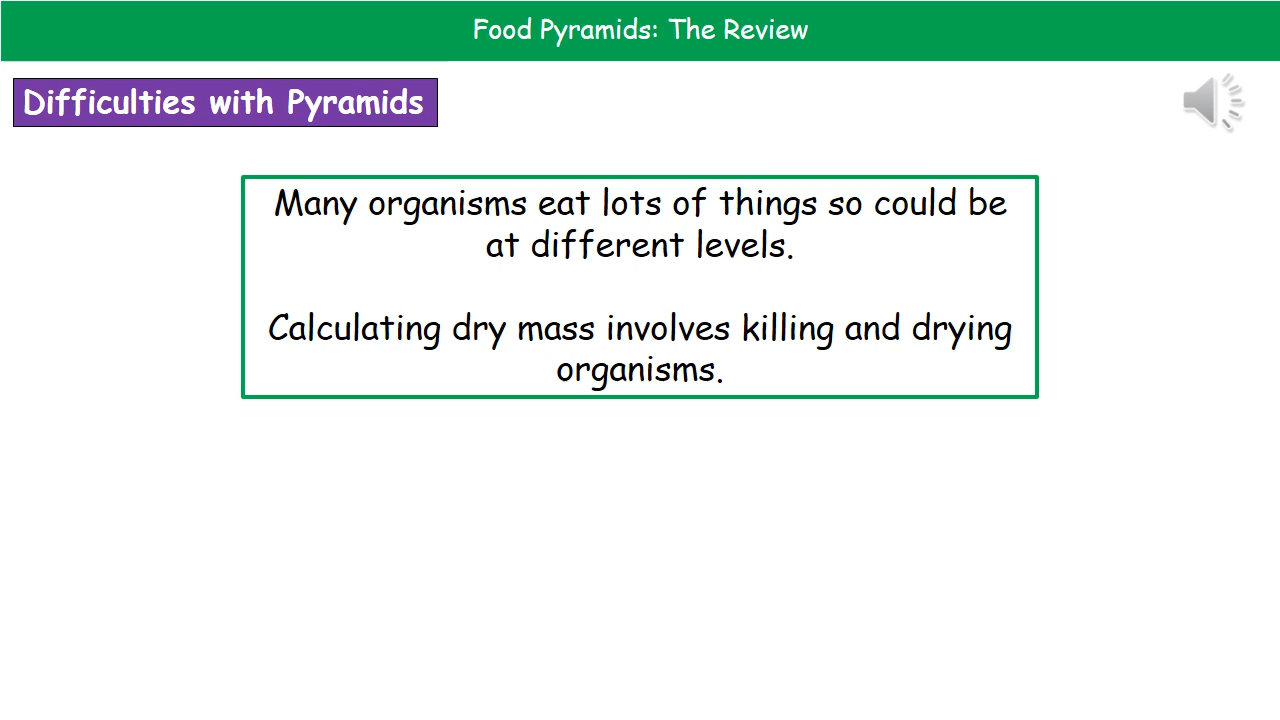 Food Pyramids: The Review
Difficulties with Pyramids
Many organisms eat lots of things so could be
at different levels.
Calculating dry mass involves killing and drying
organisms.